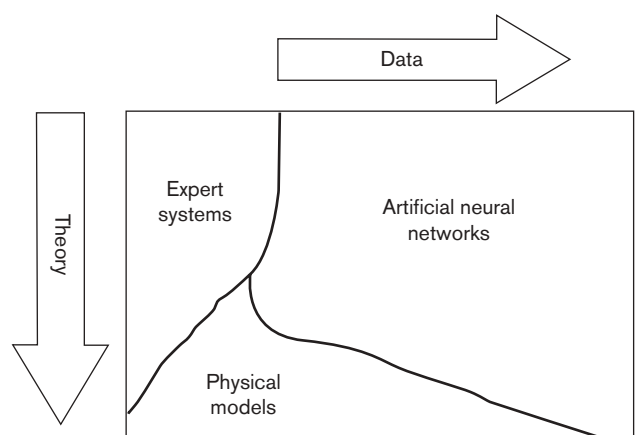 Data
Expert
systems
Artificial neural
networks
Theory
Physical
models